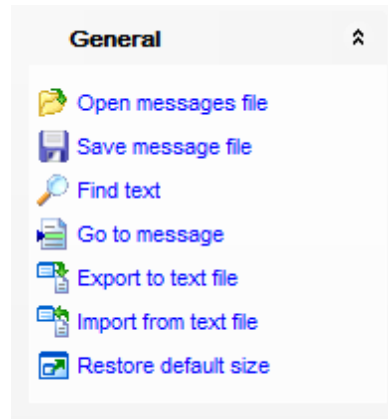 General
Open messages file
Save message file
Find text
Go to message
Export to text file
Import from text file
Restore default size